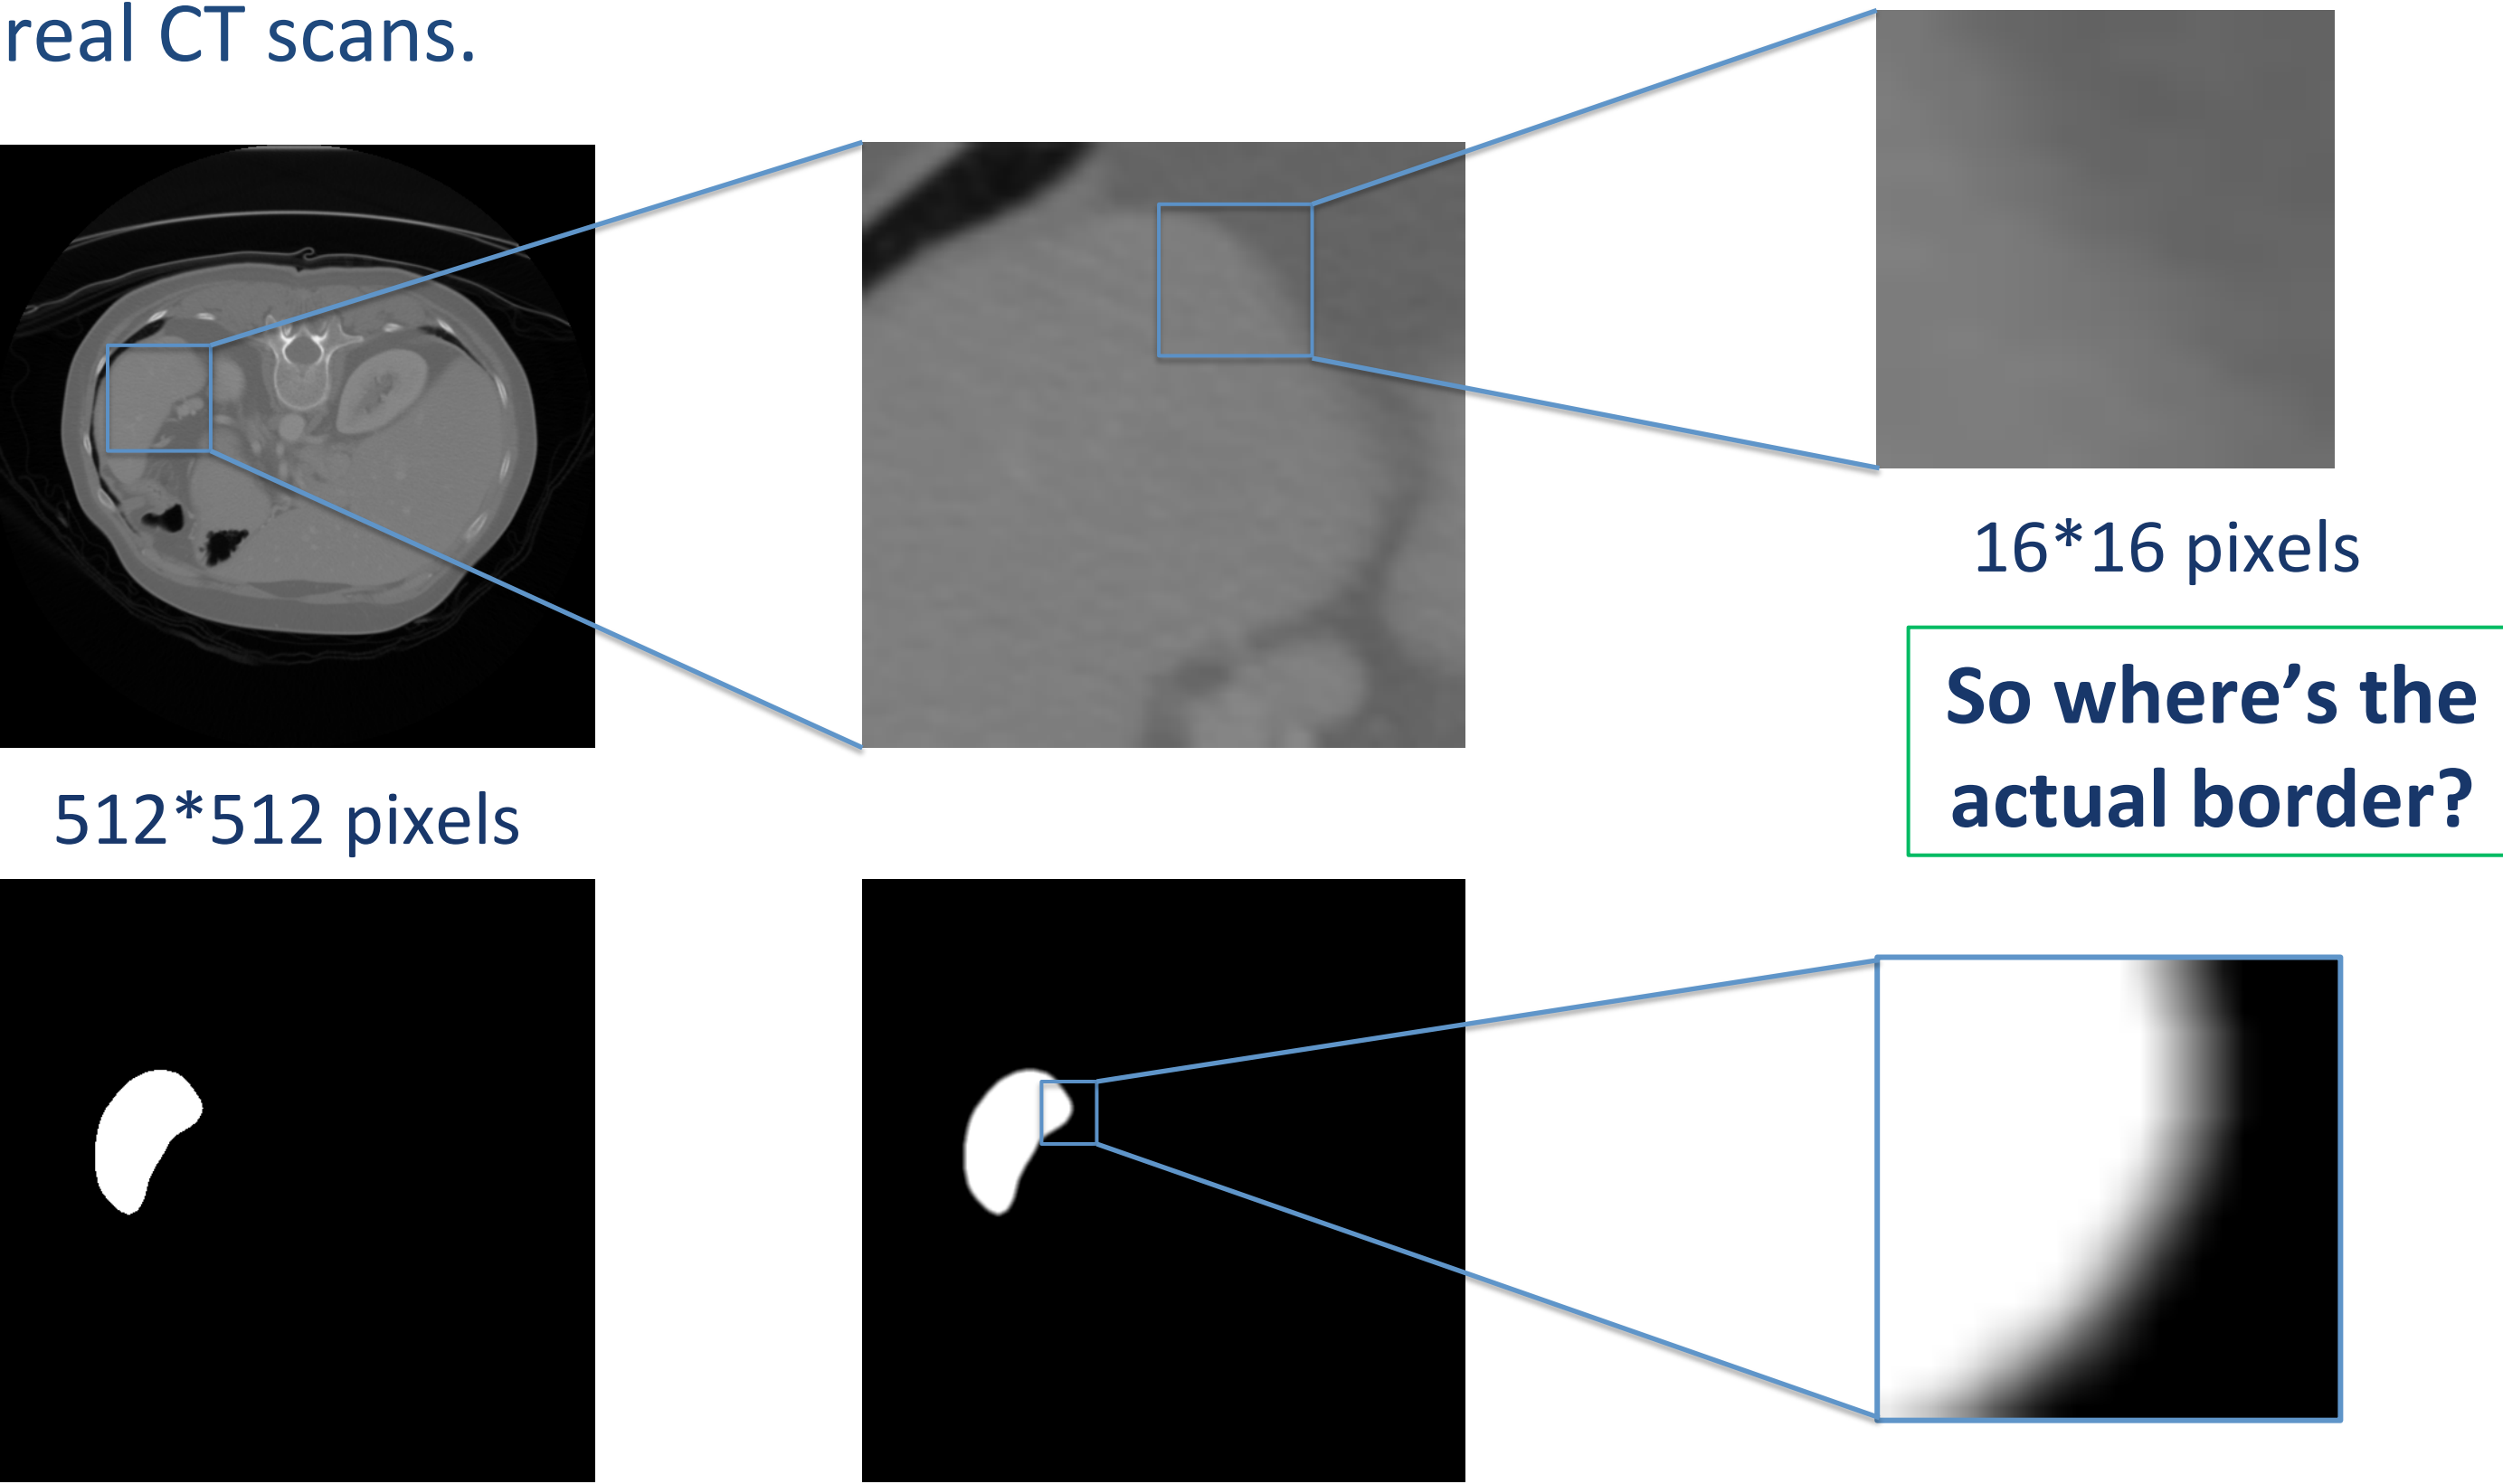 real CT scans.
16*16 pixels
So where’s the
actual border?
512*512 pixels